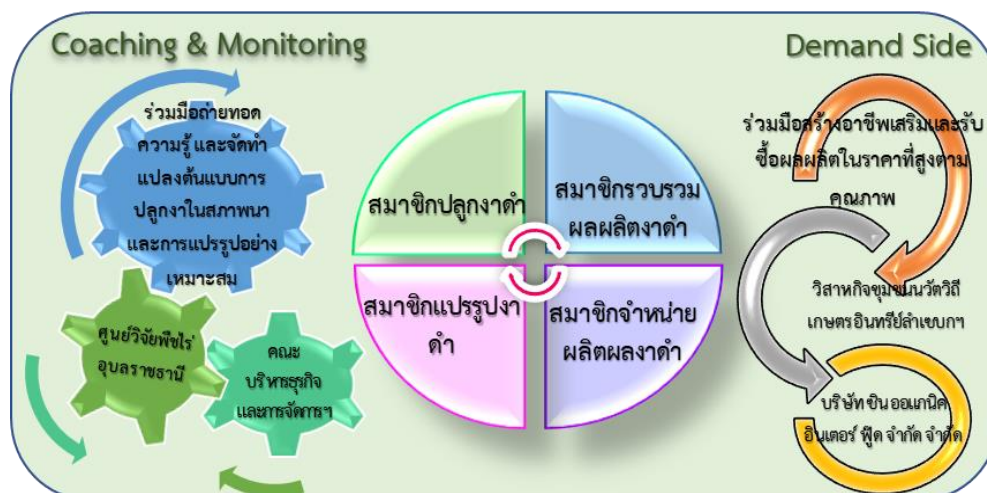 Coaching & Monitoring
ร่วมมือถ่ายทอด
ความรู้ และจัดทำ
แปลงต้นแบบการ
ปลูกงาในสภาพนา
และการแปรรูปอย่าง
เหมาะสม
ศูนย์วิจัยพืชไร่
อุบลราชธานี
คณะ
บริหารธุรกิจ
และการจัดการฯ
สมาชิกปลูกงาดำ
สมาชิกรวบรวม
ผลผลิตงาดำ
สมาชิกแปรรูปงา
ดำ
สมาชิกจำหน่าย
ผลิตผลงาดำ
Demand Side
ร่วมมือสร้างอาชีพเสริมและรับ
ซื้อผลผลิตในราคาที่สูงตาม
คุณภาพ
วิสาหกิจชุมชนนวัตวิถี
เกษตรอินทรีย์ลำเซบกฯ
บริษัท ซิน ออแกนิค
อินเตอร์ ฟู๊ด จำกัด จำกัด